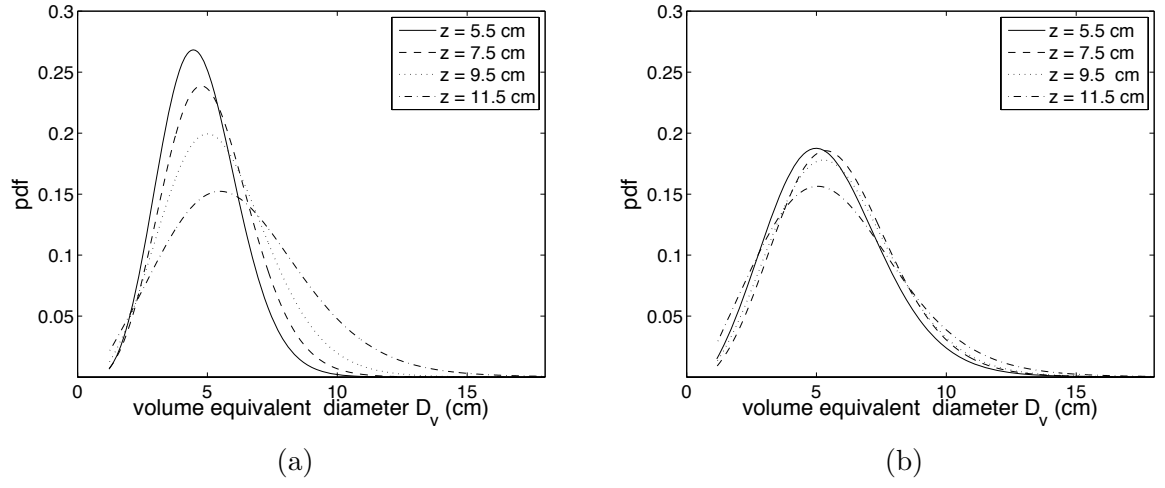 0.3
0.25
0.2
0.15
0.1
0.05
0
5
10
15
pdf
volume equivalent diameter D_v (cm)
z = 5.5 cm
z = 7.5 cm
z = 9.5 cm
z = 11.5 cm
(a)
0.3
0.25
0.2
0.15
0.1
0.05
0
5
10
15
pdf
volume equivalent diameter D_v (cm)
z = 5.5 cm
z = 7.5 cm
z = 9.5 cm
z = 11.5 cm
(b)